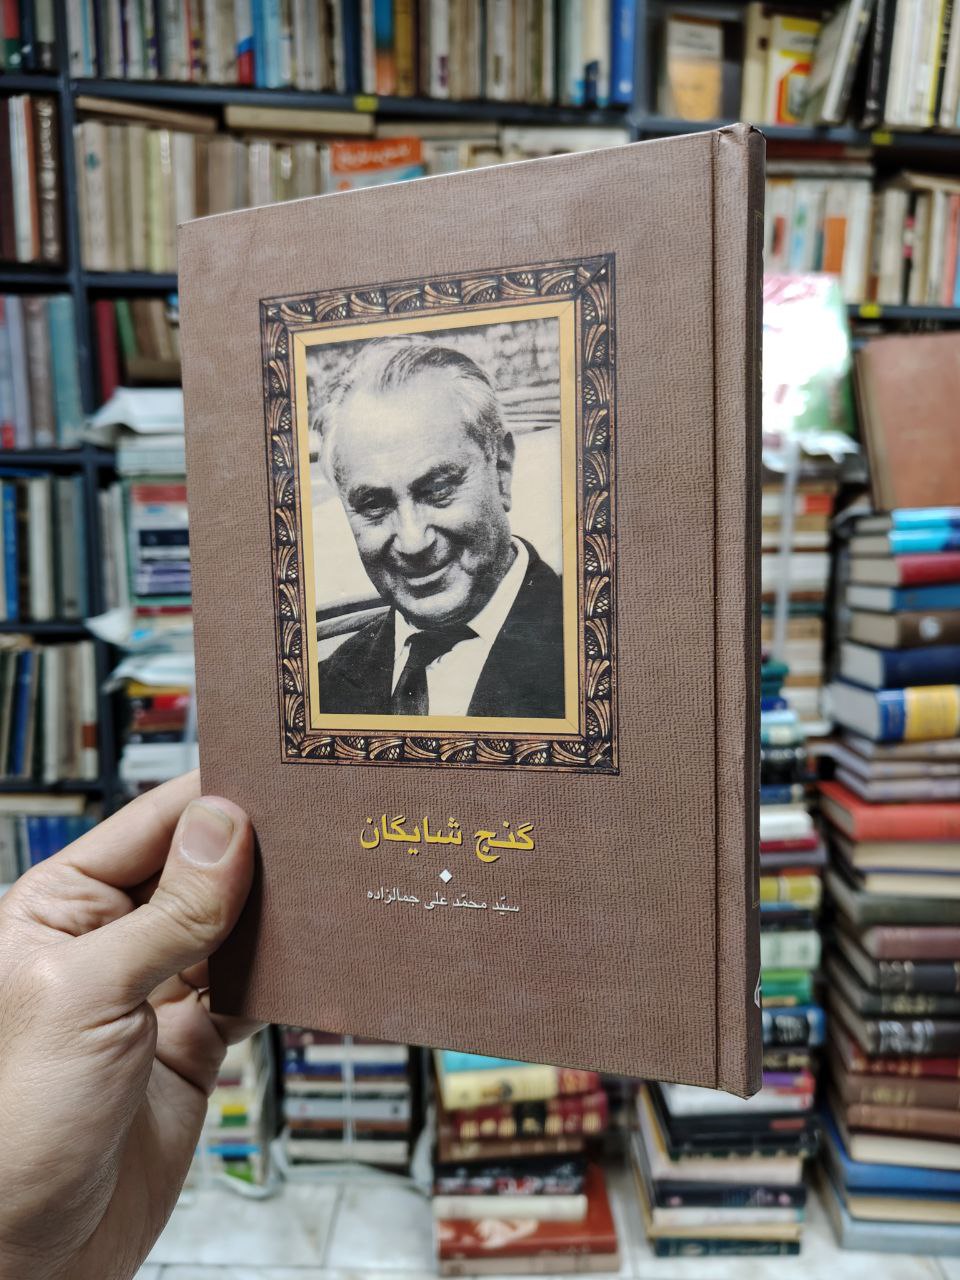 گنج شایگان
سیّد محمّد علی جمالزاده